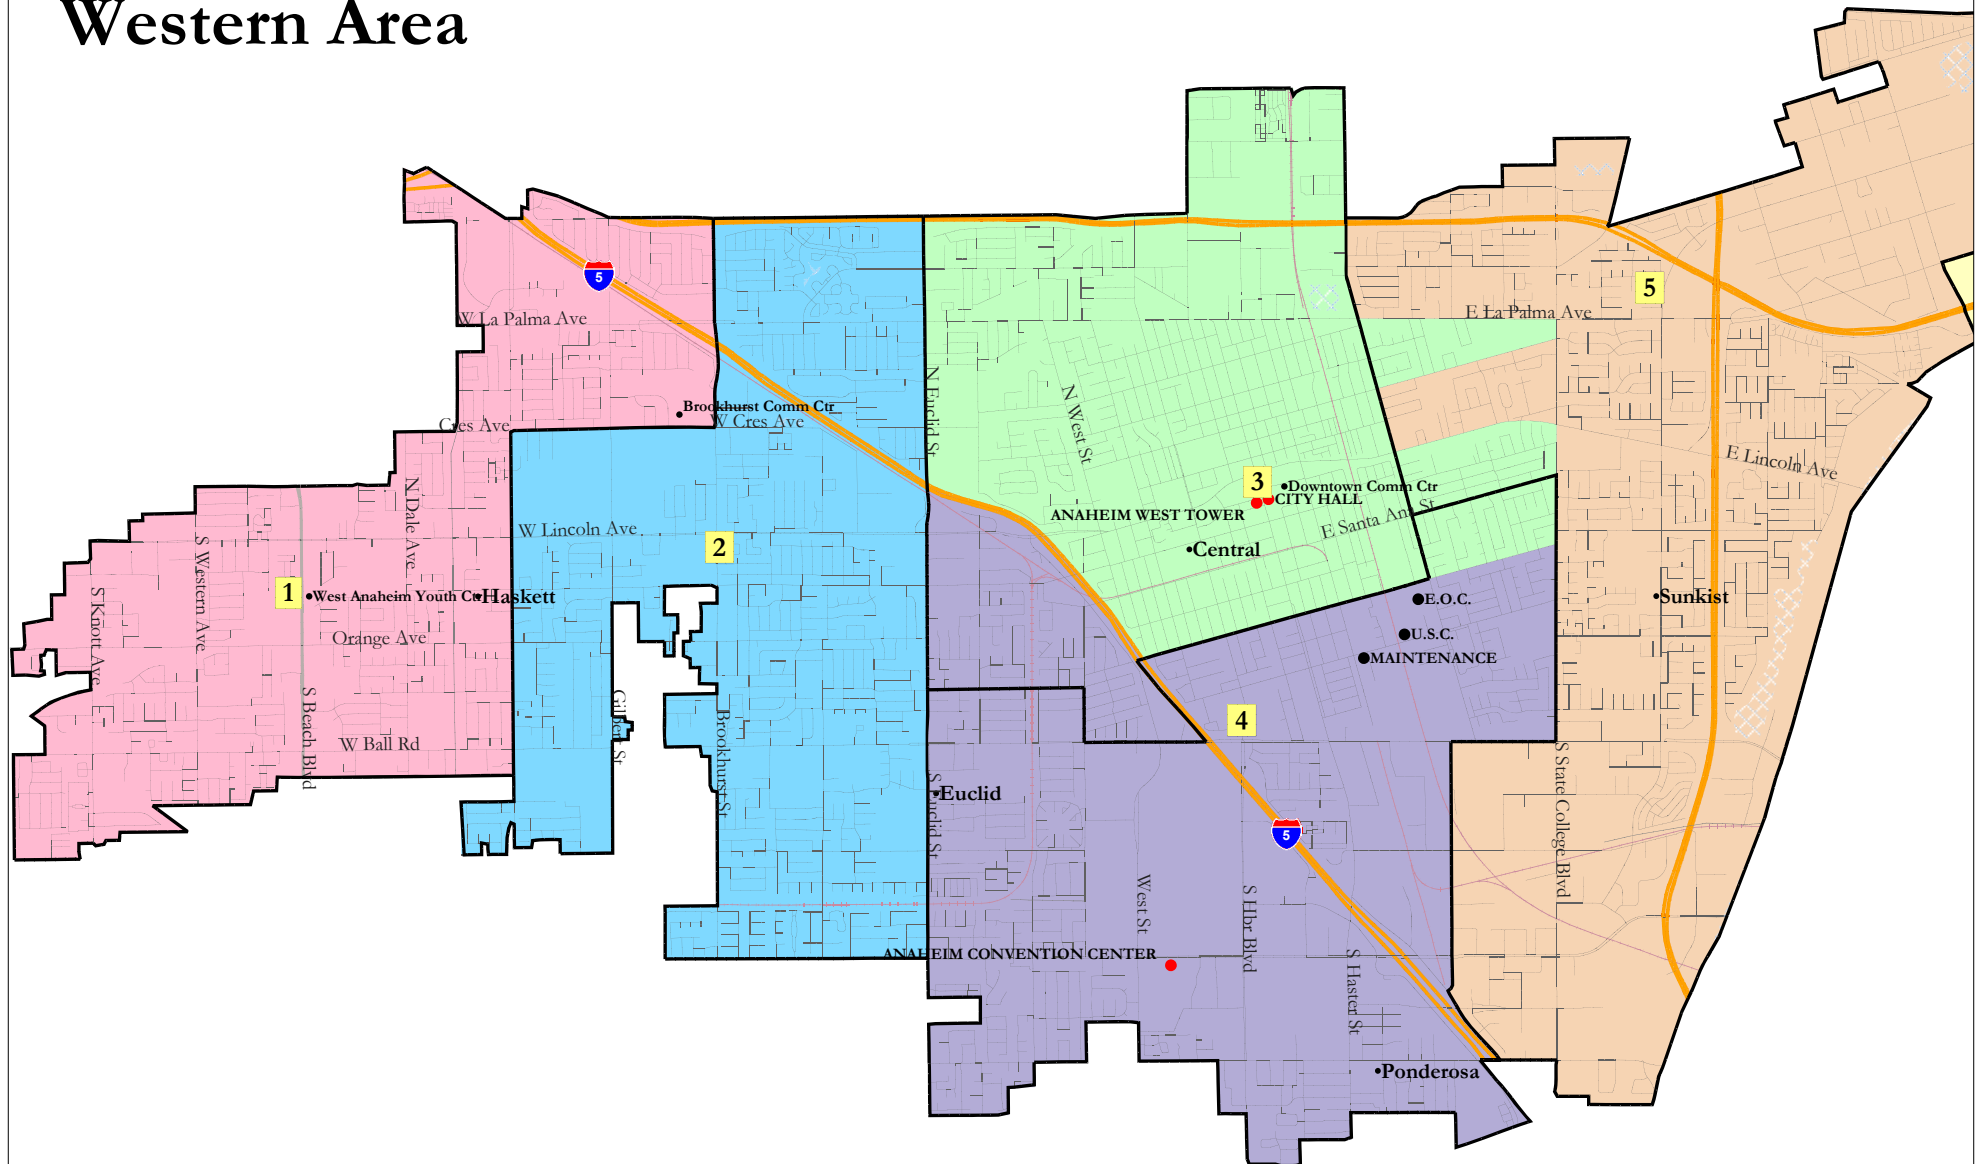 Western Area
5
5
W La Palma Ave
E La Palma Ave
Brookhurst Comm Ctr
W Cres Ave
Cres Ave
N Euclid St
N West St
E Lincoln Ave
N Dale Ave
3
Downtown Comm Ctr
CITY HALL
ANAHEIM WEST TOWER
E Santa Ana St
W Lincoln Ave
2
Central
S Western Ave
S Knott Ave
1
West Anaheim Youth Ctr
Haskett
E.O.C.
Sunkist
Orange Ave
U.S.C.
MAINTENANCE
S Beach Blvd
Gilbert St
Brookhurst St
4
W Ball Rd
S State College Blvd
Euclid
S Euclid St
5
West St
S Hbr Blvd
S Haster St
ANAHEIM CONVENTION CENTER
Ponderosa